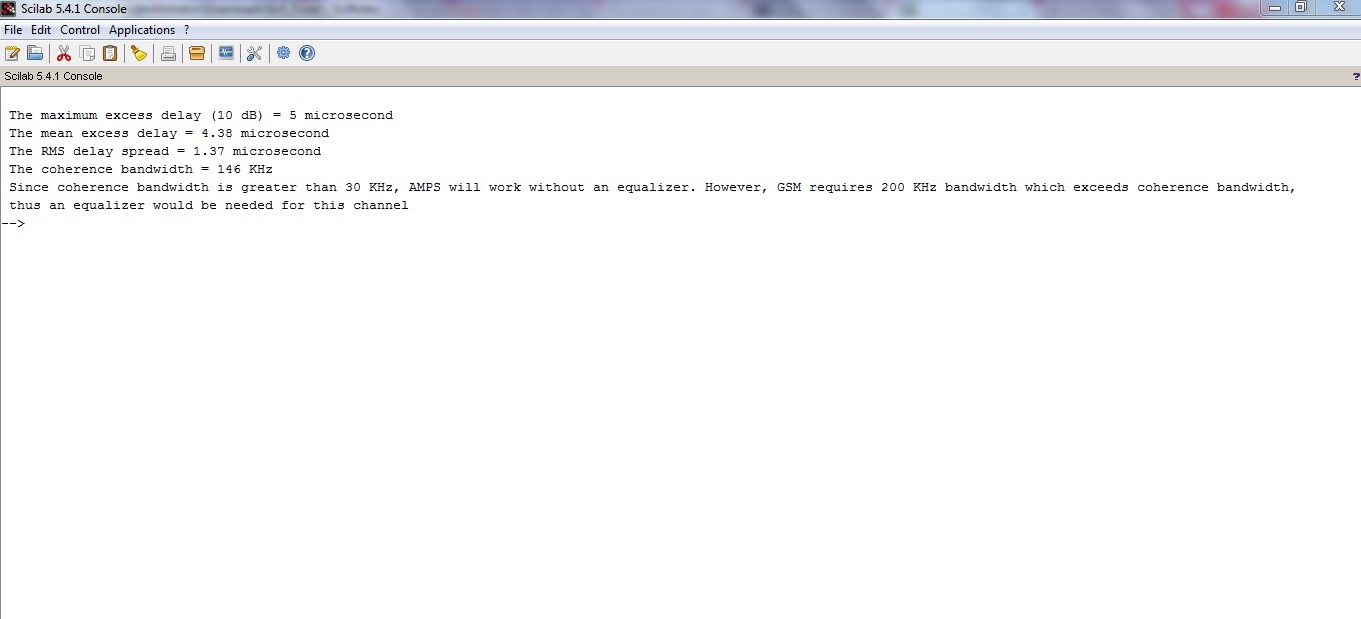 Scilab 5.4.1 Console
File Edit Control Applications ?
Scilab 5.4.1 Console ?
The maximum excess delay (10 dB) = 5 microsecond
The mean excess delay = 4.38 microsecond
The RMS delay spread = 1.37 microsecond
The coherence bandwidth = 146 KHz
Since coherence bandwidth is greater than 30 KHz, AMPS will work without an equalizer. However, GSM requires 200 KHz bandwidth which exceeds coherence bandwidth,
thus an equalizer would be needed for this channel
-->